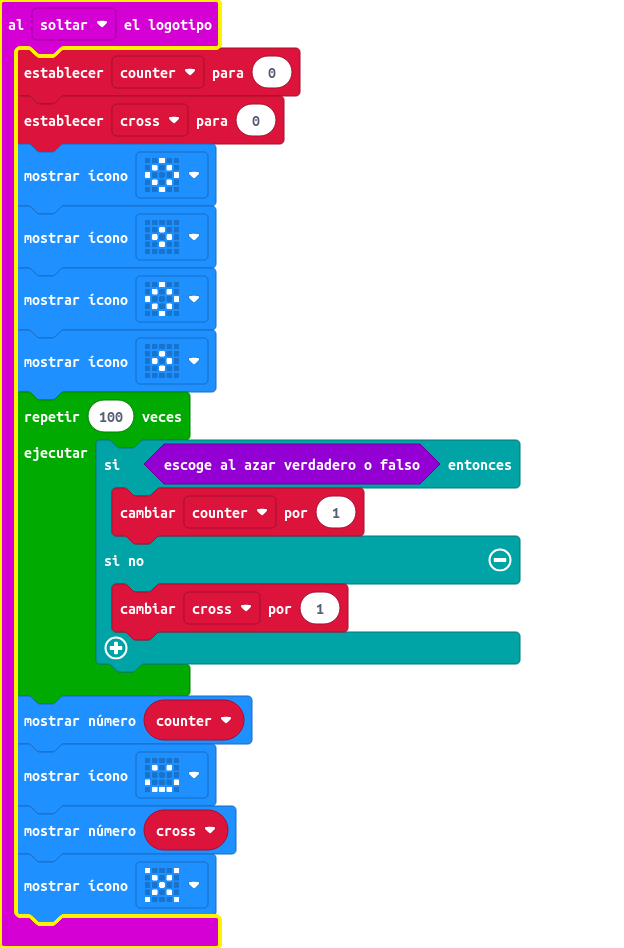 al soltar el logotipo
establecer counter para 0
establecer cross para 0
mostrar ícono
mostrar ícono
mostrar ícono
mostrar ícono
repetir 100 veces
ejecutar
si escoge al azar verdadero o falso entonces
cambiar counter por 1
si no
cambiar cross por 1
mostrar número counter
mostrar ícono
mostrar número cross
mostrar ícono